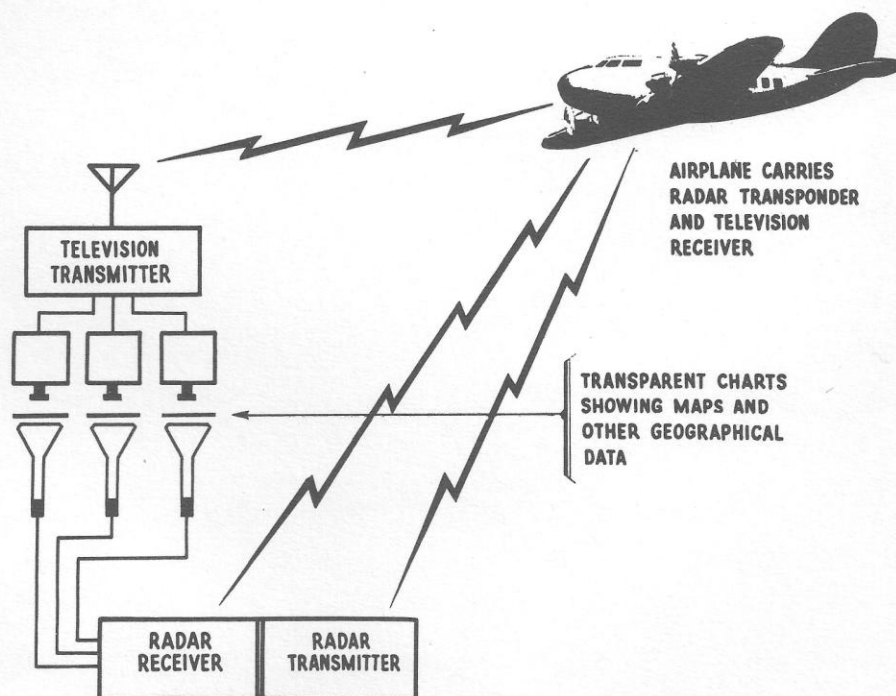 AIRPLANE CARRIES
RADAR TRANSPONDER
AND TELEVISION
RECEIVER
TELEVISION
TRANSMITTER
TRANSPARENT CHARTS
SHOWING MAPS AND
OTHER GEOGRAPHICAL
DATA
RADAR
RECEIVER
RADAR
TRANSMITTER